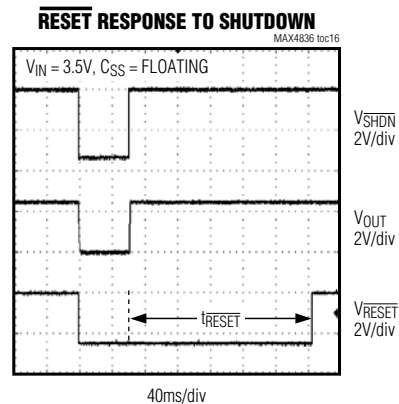 RESET RESPONSE TO SHUTDOWN
MAX4836 toc16
VIN = 3.5V, CSS = FLOATING
VSHDN
2V/div
VOUT
2V/div
tRESET
VRESET
2V/div
40ms/div